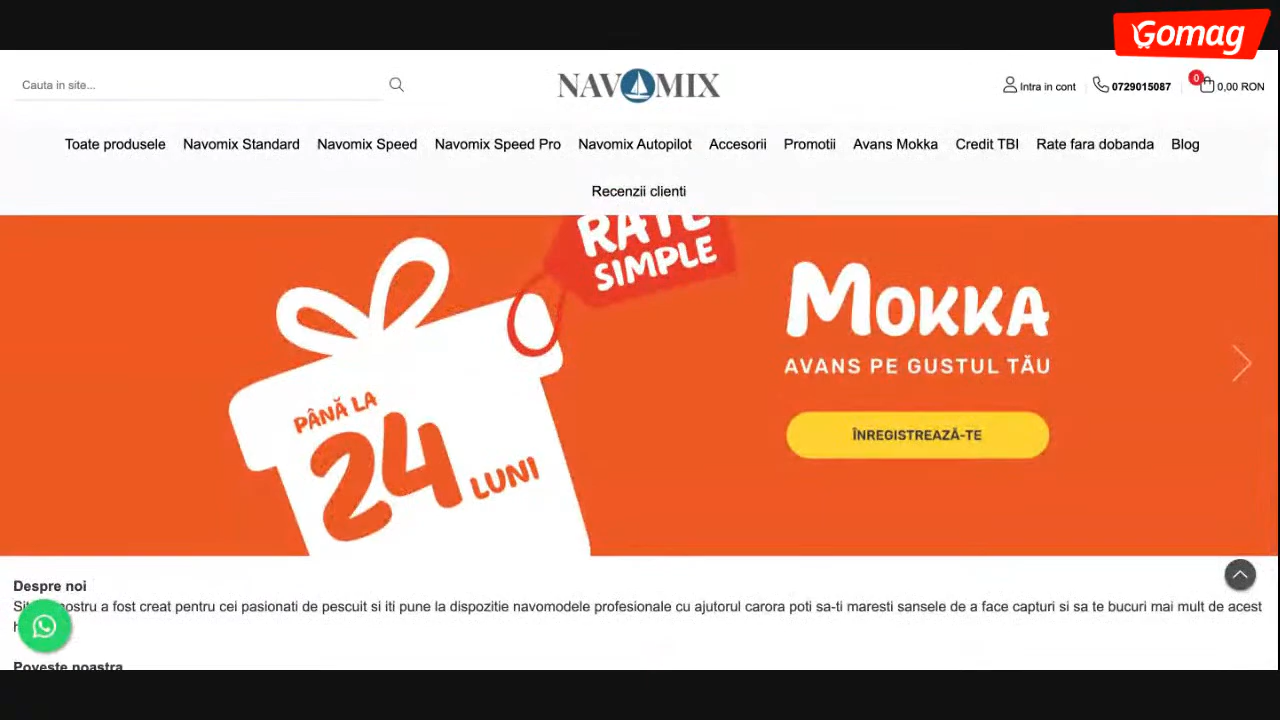 Gomag
Cauta in site...
NAVOMIX
Intra in cont
0729015087
0
0,00 RON
Toate produsele Navomix Standard Navomix Speed Navomix Speed Pro Navomix Autopilot Accesorii Promotii Avans Mokka Credit TBI Rate fara dobanda Blog
Recenzii clienti
RATE
SIMPLE
PÂNĂ LA
24
LUNI
MOKKA
AVANS PE GUSTUL TĂU
ÎNREGISTREAZĂ-TE
Despre noi
nostru a fost creat pentru cei pasionati de pescuit si iti pune la dispozitie navomodele profesionale cu ajutorul carora poti sa-ti maresti sansele de a face capturi si sa te bucuri mai mult de acest
Poveste noastra